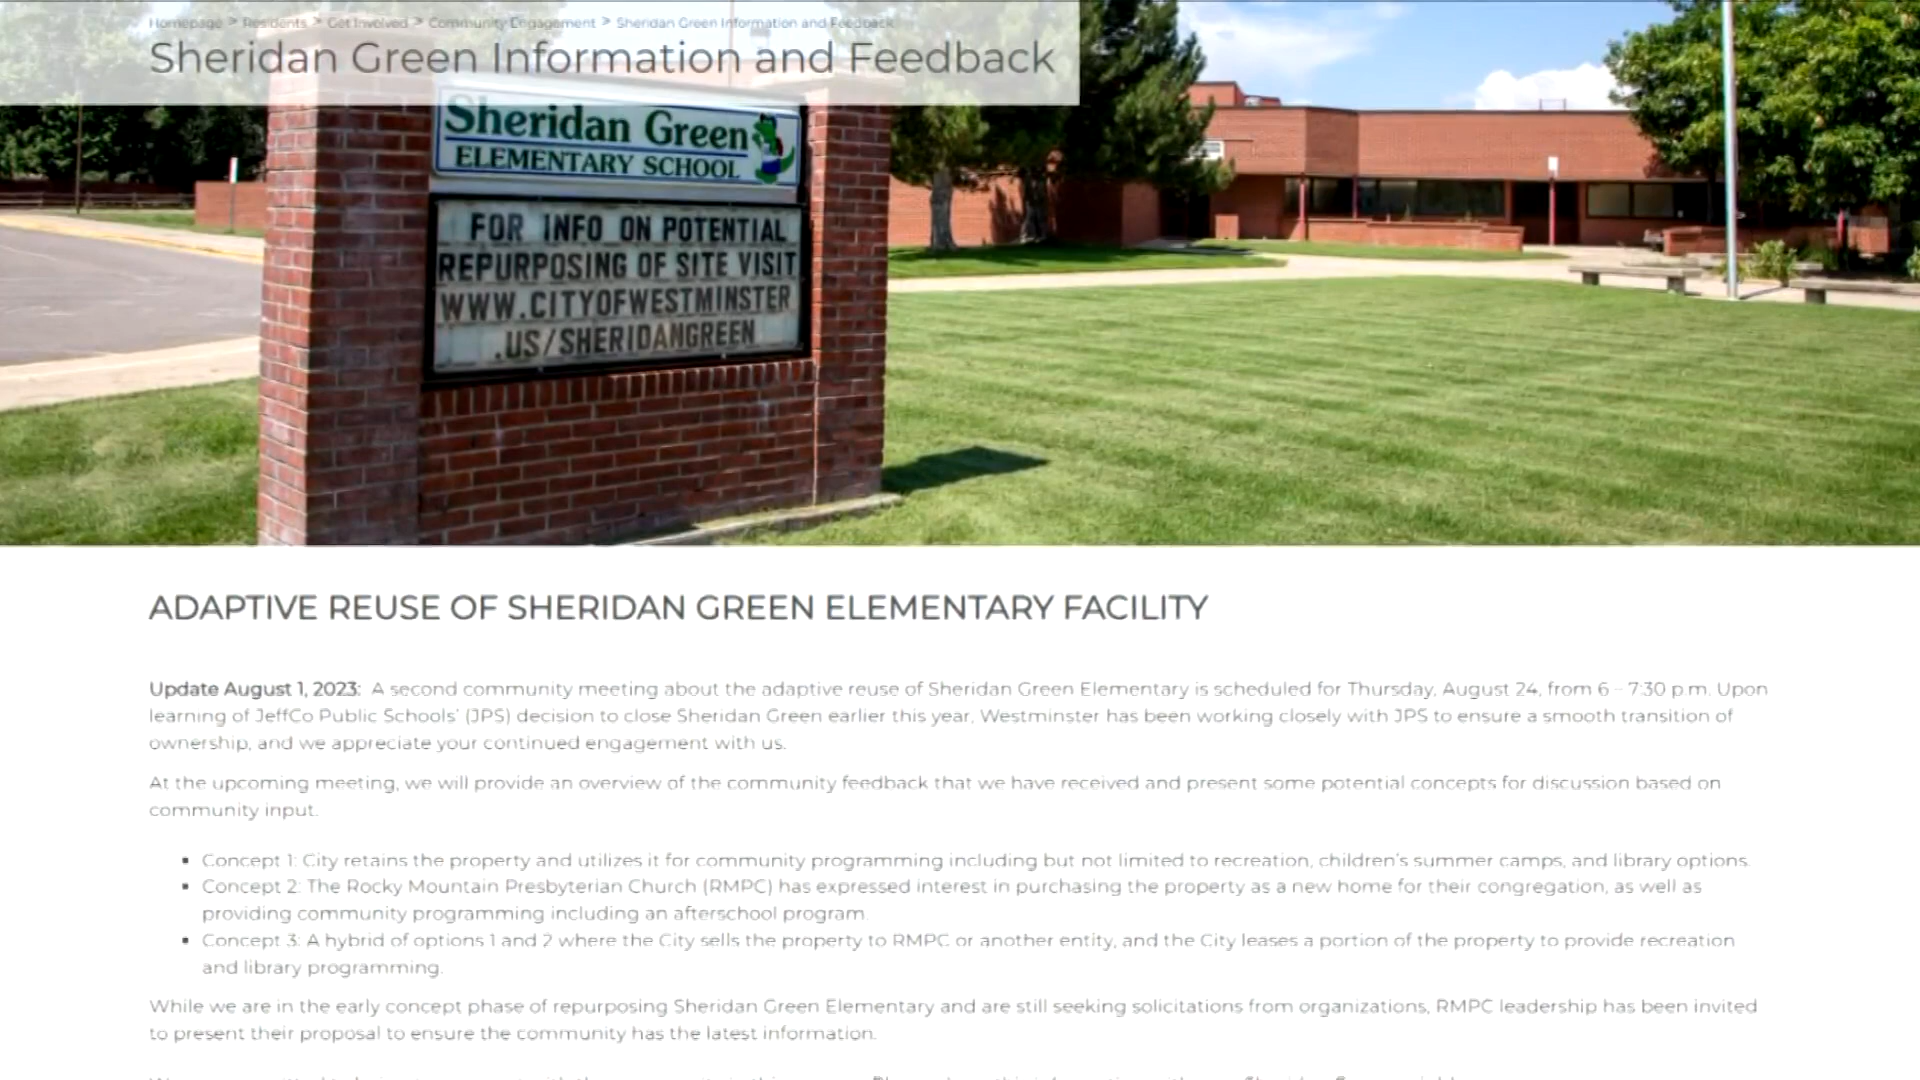 Homepage > Residents > Get Involved > Community Engagement > Sheridan Green Information and Feedback
Sheridan Green Information and Feedback
Sheridan Green
ELEMENTARY SCHOOL
FOR INFO ON POTENTIAL
REPURPOSING OF SITE VISIT
WWW.CITYOFWESTMINSTER
.US/SHERIDANGREEN
ADAPTIVE REUSE OF SHERIDAN GREEN ELEMENTARY FACILITY
Update August 1, 2023: A second community meeting about the adaptive reuse of Sheridan Green Elementary is scheduled for Thursday, August 24, from 6 - 7:30 p.m. Upon
learning of JeffCo Public Schools' (JPS) decision to close Sheridan Green earlier this year, Westminster has been working closely with JPS to ensure a smooth transition of
ownership, and we appreciate your continued engagement with us.
At the upcoming meeting, we will provide an overview of the community feedback that we have received and present some potential concepts for discussion based on
community input.
▪ Concept 1: City retains the property and utilizes it for community programming including but not limited to recreation, children's summer camps, and library options.
▪ Concept 2: The Rocky Mountain Presbyterian Church (RMPC) has expressed interest in purchasing the property as a new home for their congregation, as well as
providing community programming including an afterschool program.
▪ Concept 3: A hybrid of options 1 and 2 where the City sells the property to RMPC or another entity, and the City leases a portion of the property to provide recreation
and library programming.
While we are in the early concept phase of repurposing Sheridan Green Elementary and are still seeking solicitations from organizations, RMPC leadership has been invited
to present their proposal to ensure the community has the latest information.